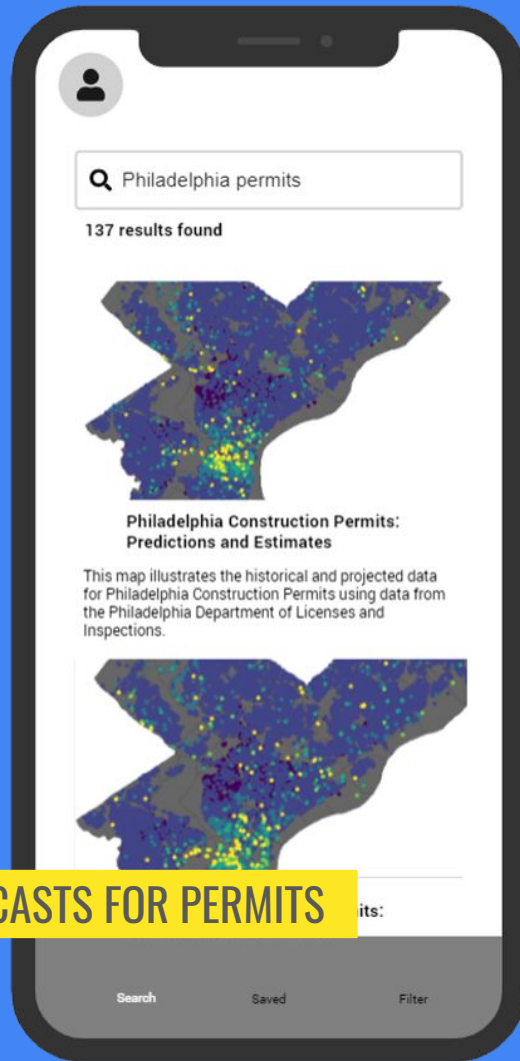 Philadelphia permits
137 results found
Philadelphia Construction Permits:
Predictions and Estimates
This map illustrates the historical and projected data
for Philadelphia Construction Permits using data from
the Philadelphia Department of Licenses and
Inspections.
CASTS FOR PERMITS
its:
Search Saved Filter